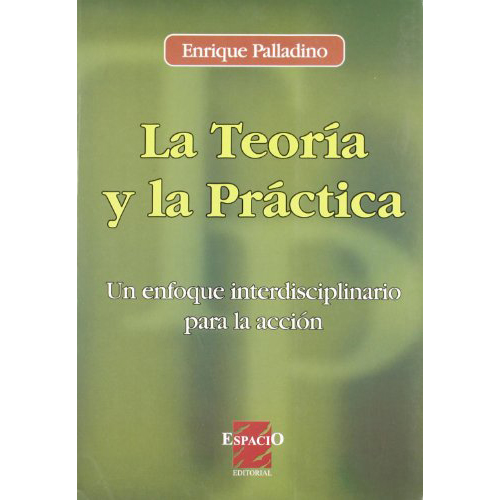 Enrique Palladino
La Teoría
y la Práctica
Un enfoque interdisciplinario
para la acción
ESPACIO
EDITORIAL